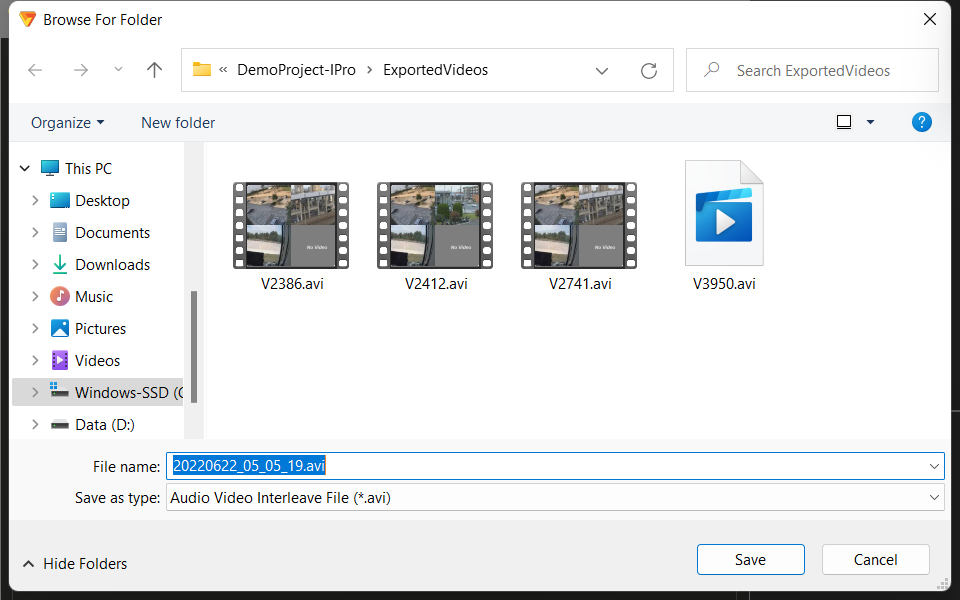 Browse For Folder
« DemoProject-IPro › ExportedVideos
Search ExportedVideos
Organize
New folder
?
This PC
Desktop
Documents
Downloads
Music
Pictures
Videos
Windows-SSD (C
Data (D:)
No Video
No Video
No Video
V2386.avi
V2412.avi
V2741.avi
V3950.avi
File name: 20220622_05_05_19.avi
Save as type: Audio Video Interleave File (*.avi)
Hide Folders
Save
Cancel